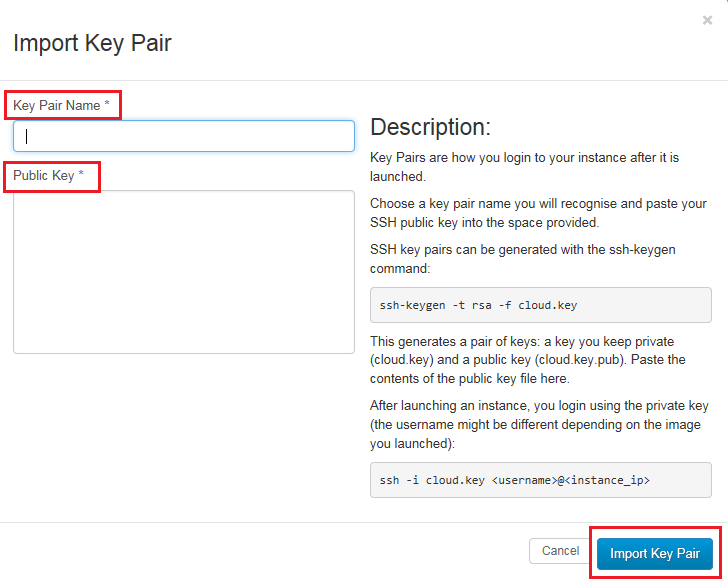 ×
Import Key Pair
Key Pair Name *
Public Key *
Description:
Key Pairs are how you login to your instance after it is
launched.
Choose a key pair name you will recognise and paste your
SSH public key into the space provided.
SSH key pairs can be generated with the ssh-keygen
command:
ssh-keygen -t rsa -f cloud.key
This generates a pair of keys: a key you keep private
(cloud.key) and a public key (cloud.key.pub). Paste the
contents of the public key file here.
After launching an instance, you login using the private key
(the username might be different depending on the image
you launched):
ssh -i cloud.key <username>@<instance_ip>
Cancel
Import Key Pair